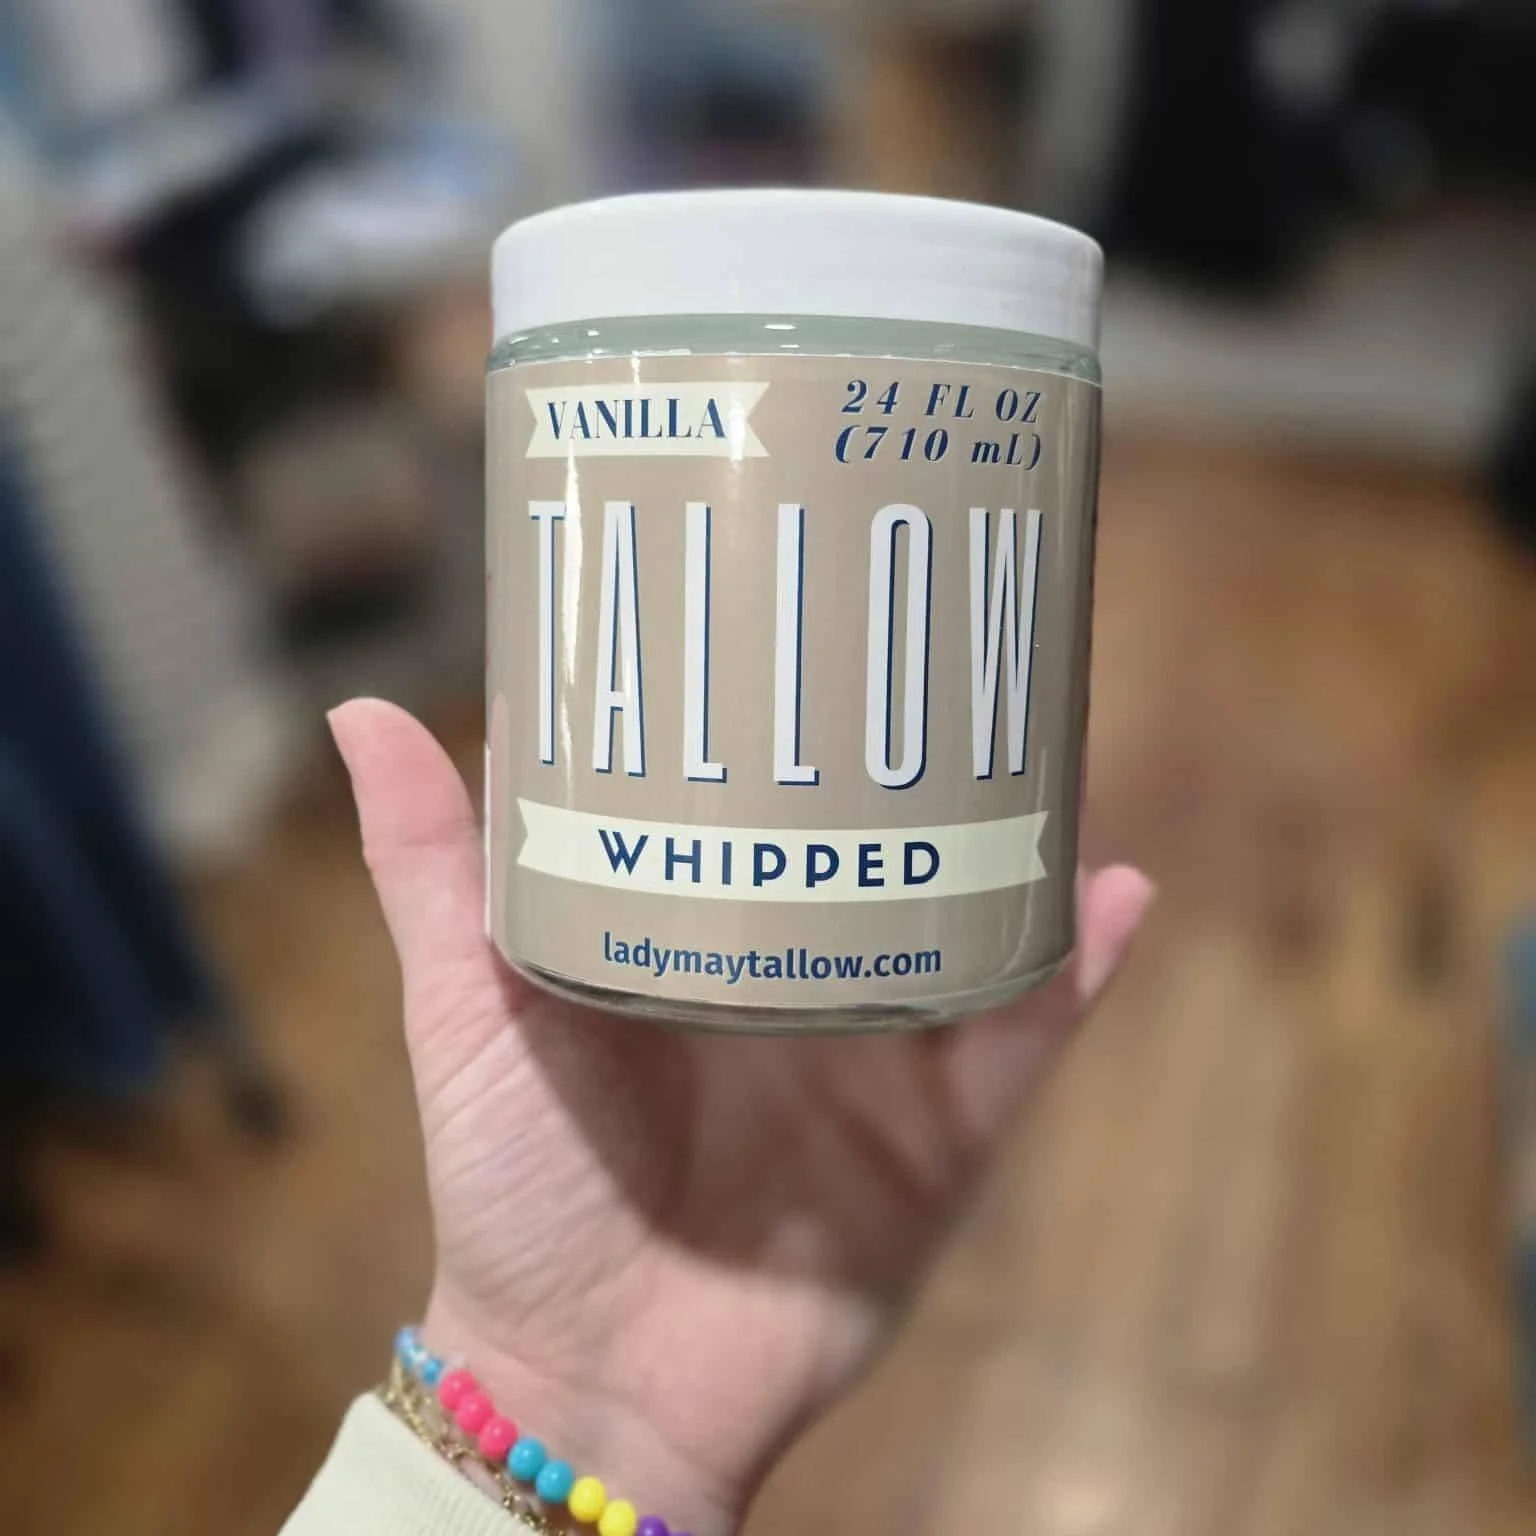 VANILLA
24 FL OZ
(710 mL)
TALLOW
WHIPPED
ladymaytallow.com